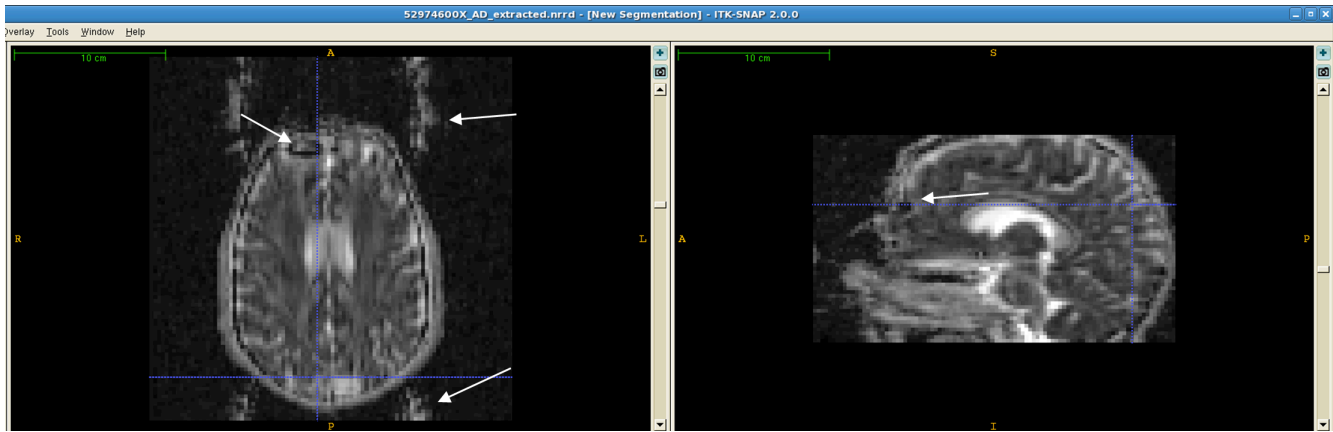 52974600X_AD_extracted.nrrd - [New Segmentation] - ITK-SNAP 2.0.0
Overlay Tools Window Help
10 cm
A
R
L
P
10 cm
S
A
P
I